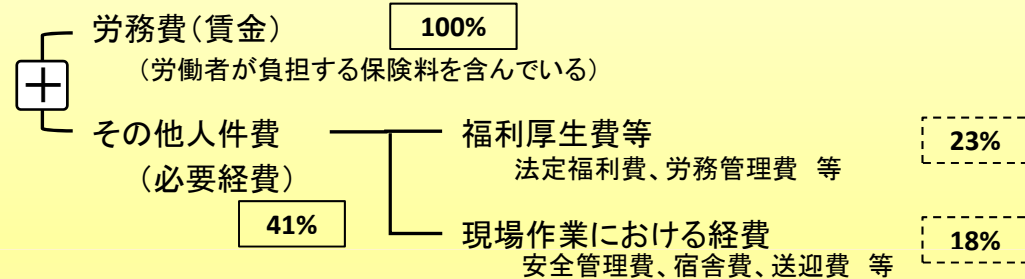 労務費(賃金) 100%
(労働者が負担する保険料を含んでいる)
+
その他人件費
(必要経費)
41%
福利厚生費等 23%
法定福利費、労務管理費 等
現場作業における経費 18%
安全管理費、宿舎費、送迎費 等